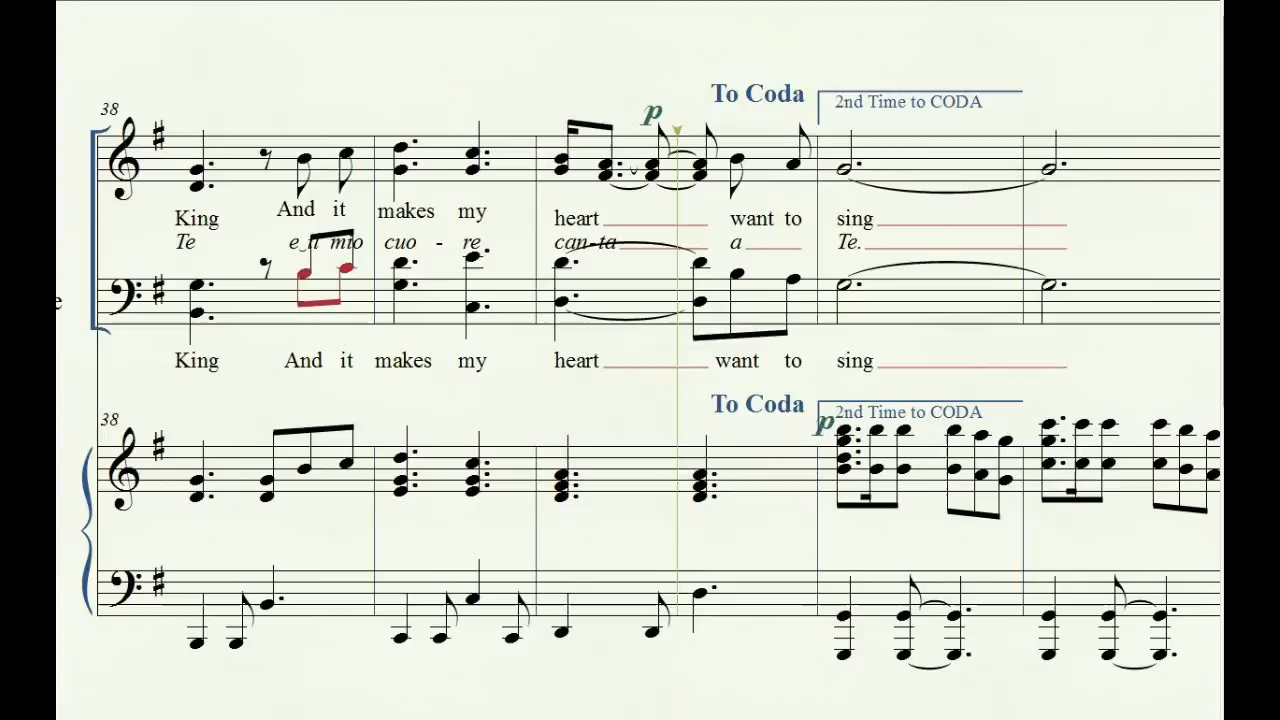 To Coda
38
p
2nd Time to CODA
King And it makes my heart want to sing
Te e il mio cuo - re can-ta a Te.
e
King And it makes my heart want to sing
To Coda
38
p
2nd Time to CODA